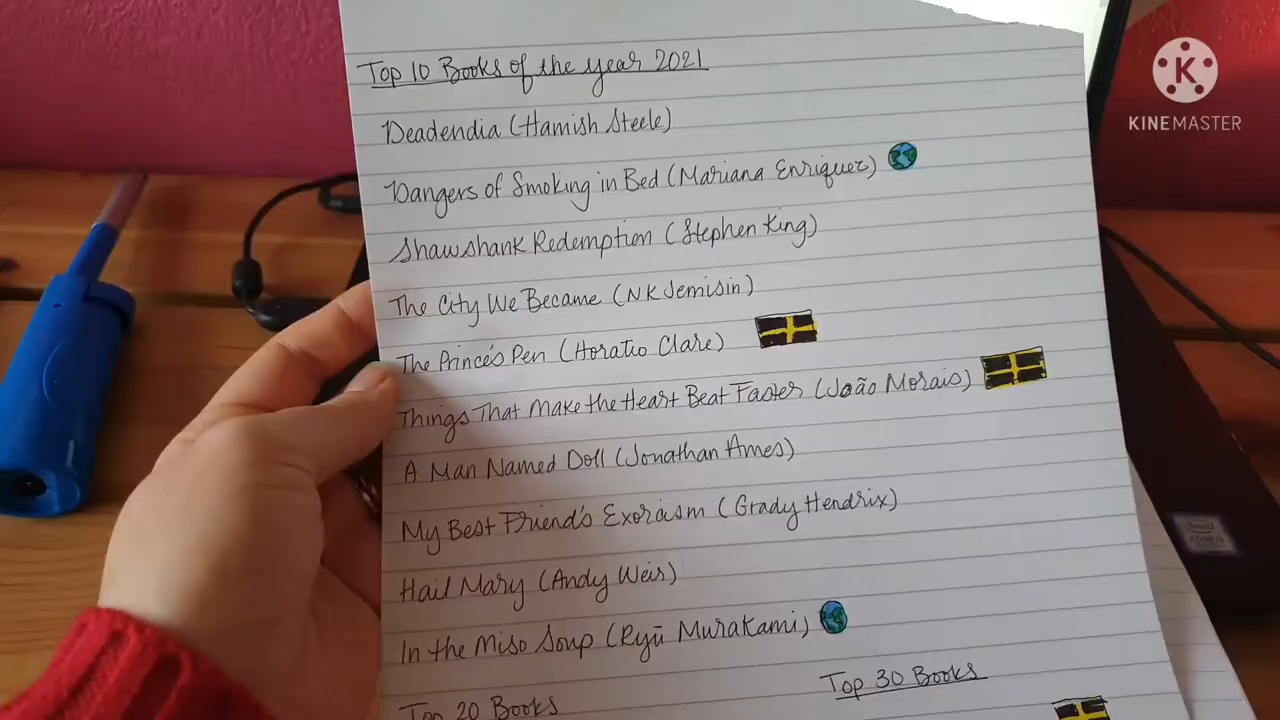 Top 10 Books of the year 2021
Deadendia (Hamish Steele)
Dangers of Smoking in Bed (Mariana Enriquez)
Shawshank Redemption (Stephen King)
The City We Became (NK Jemisin)
The Prince's Pen (Horatio Clare)
Things That Make the Heart Beat Faster (João Morais)
A Man Named Doll (Jonathan Ames)
My Best Friend's Exorcism (Grady Hendrix)
Hail Mary (Andy Weir)
In the Miso Soup (Ryū Murakami)
Top 20 Books
Top 30 Books
K
KINEMASTER